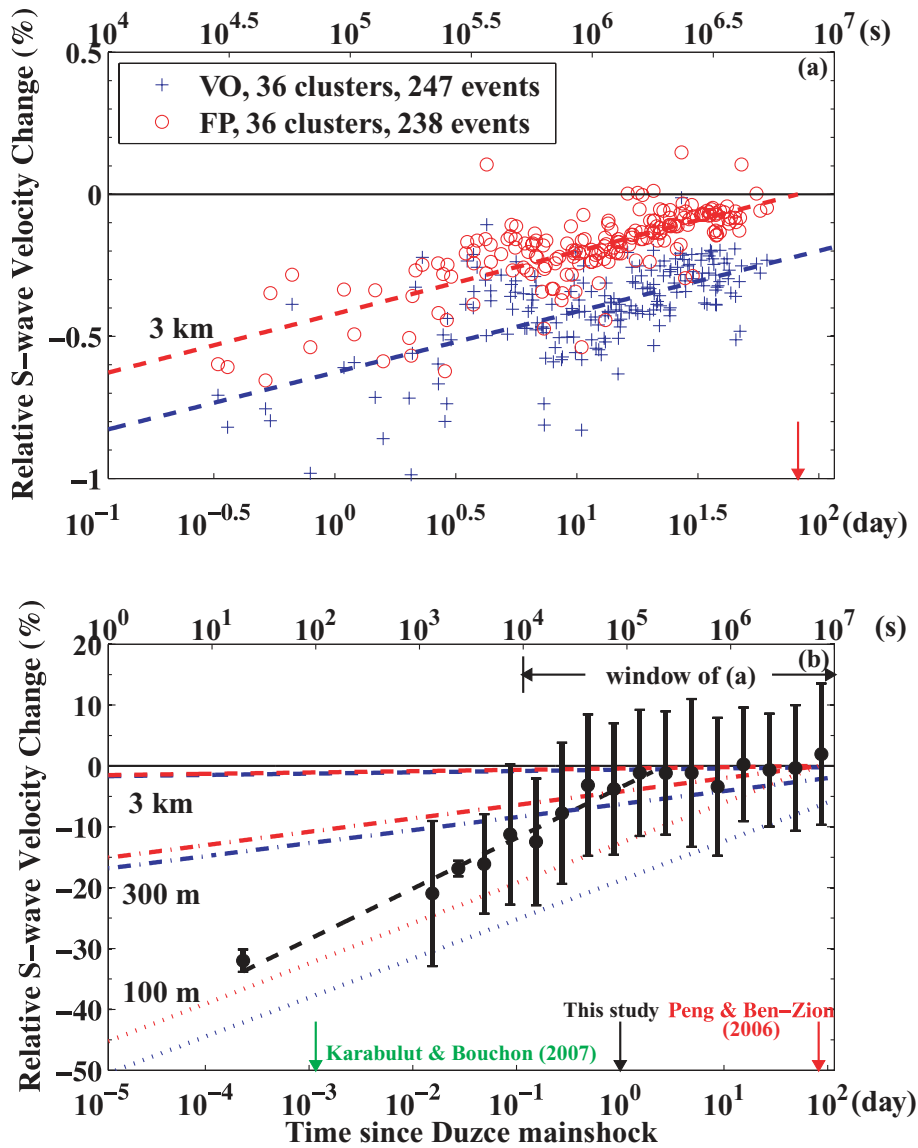 10^4 10^4.5 10^5 10^5.5 10^6 10^6.5 10^7 (s)
Relative S−wave Velocity Change (%)
0.5
0
−0.5
−1
(a)
VO, 36 clusters, 247 events
FP, 36 clusters, 238 events
3 km
10^−1 10^−0.5 10^0 10^0.5 10^1 10^1.5 10^2 (day)
10^0 10^1 10^2 10^3 10^4 10^5 10^6 10^7 (s)
Relative S−wave Velocity Change (%)
20
10
0
−10
−20
−30
−40
−50
(b)
window of (a)
3 km
300 m
100 m
This study
Peng & Ben−Zion
(2006)
Karabulut & Bouchon (2007)
10^−5 10^−4 10^−3 10^−2 10^−1 10^0 10^1 10^2 (day)
Time since Duzce mainshock